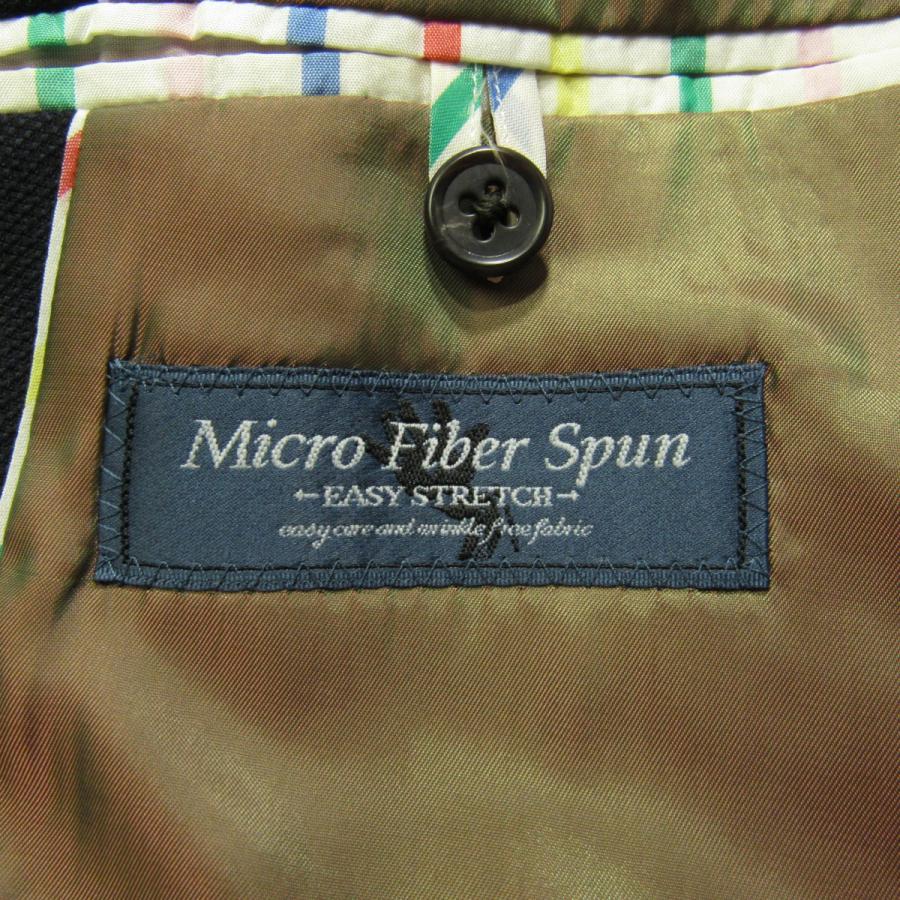 Micro Fiber Spun
←EASY STRETCH→
easy care and wrinkle free fabric